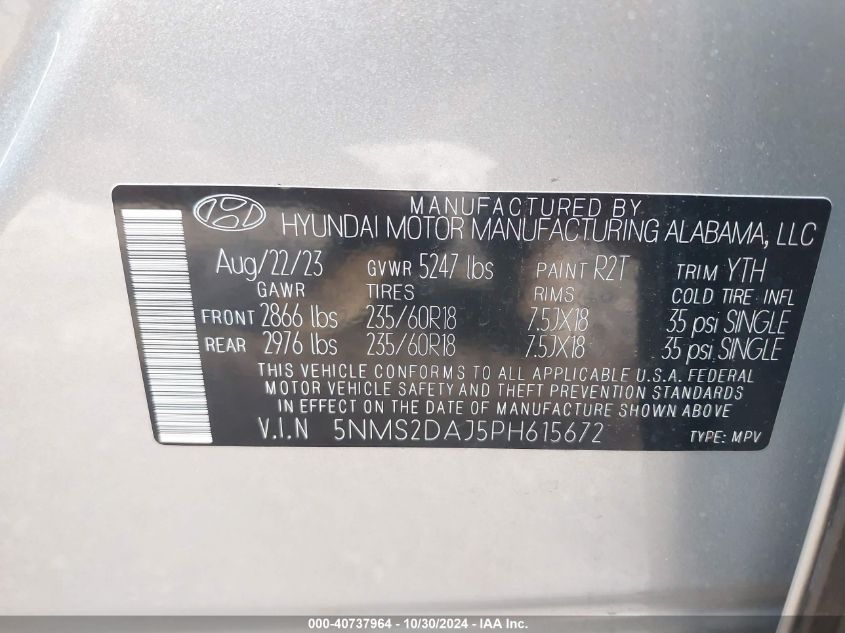 MANUFACTURED BY
HYUNDAI MOTOR MANUFACTURING ALABAMA, LLC
Aug/22/23 GVWR 5247 lbs PAINT R2T TRIM YTH
GAWR TIRES RIMS COLD TIRE INFL
FRONT 2866 lbs 235/60R18 7.5JX18 35 psi SINGLE
REAR 2976 lbs 235/60R18 7.5JX18 35 psi SINGLE
THIS VEHICLE CONFORMS TO ALL APPLICABLE U.S.A. FEDERAL
MOTOR VEHICLE SAFETY AND THEFT PREVENTION STANDARDS
IN EFFECT ON THE DATE OF MANUFACTURE SHOWN ABOVE
V.I.N 5NMS2DAJ5PH615672 TYPE: MPV
000-40737964 - 10/30/2024 - IAA Inc.